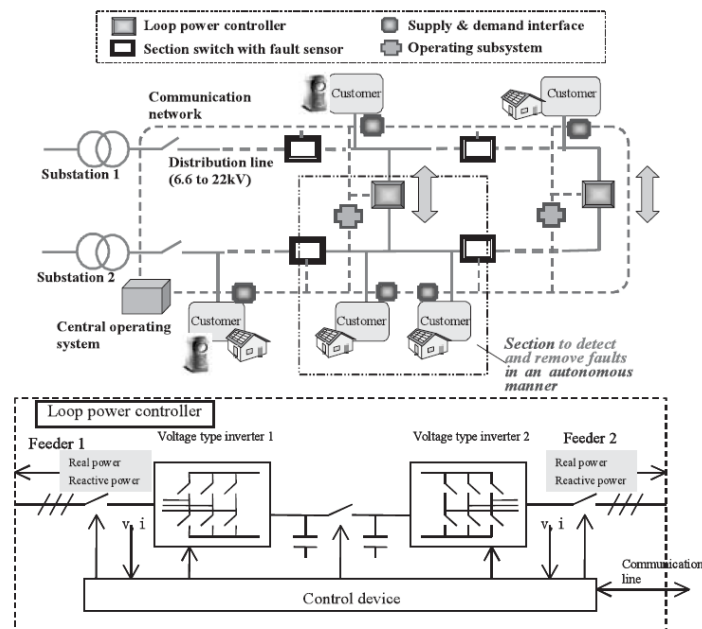 Loop power controller
Supply & demand interface
Section switch with fault sensor
Operating subsystem
Customer
Customer
Communication
network
Substation 1
Distribution line
(6.6 to 22kV)
Substation 2
Central operating
system
Customer
Customer
Customer
Section to detect
and remove faults
in an autonomous
manner
Loop power controller
Feeder 1
Voltage type inverter 1
Voltage type inverter 2
Feeder 2
Real power
Reactive power
Real power
Reactive power
v, i
v, i
Communication
line
Control device